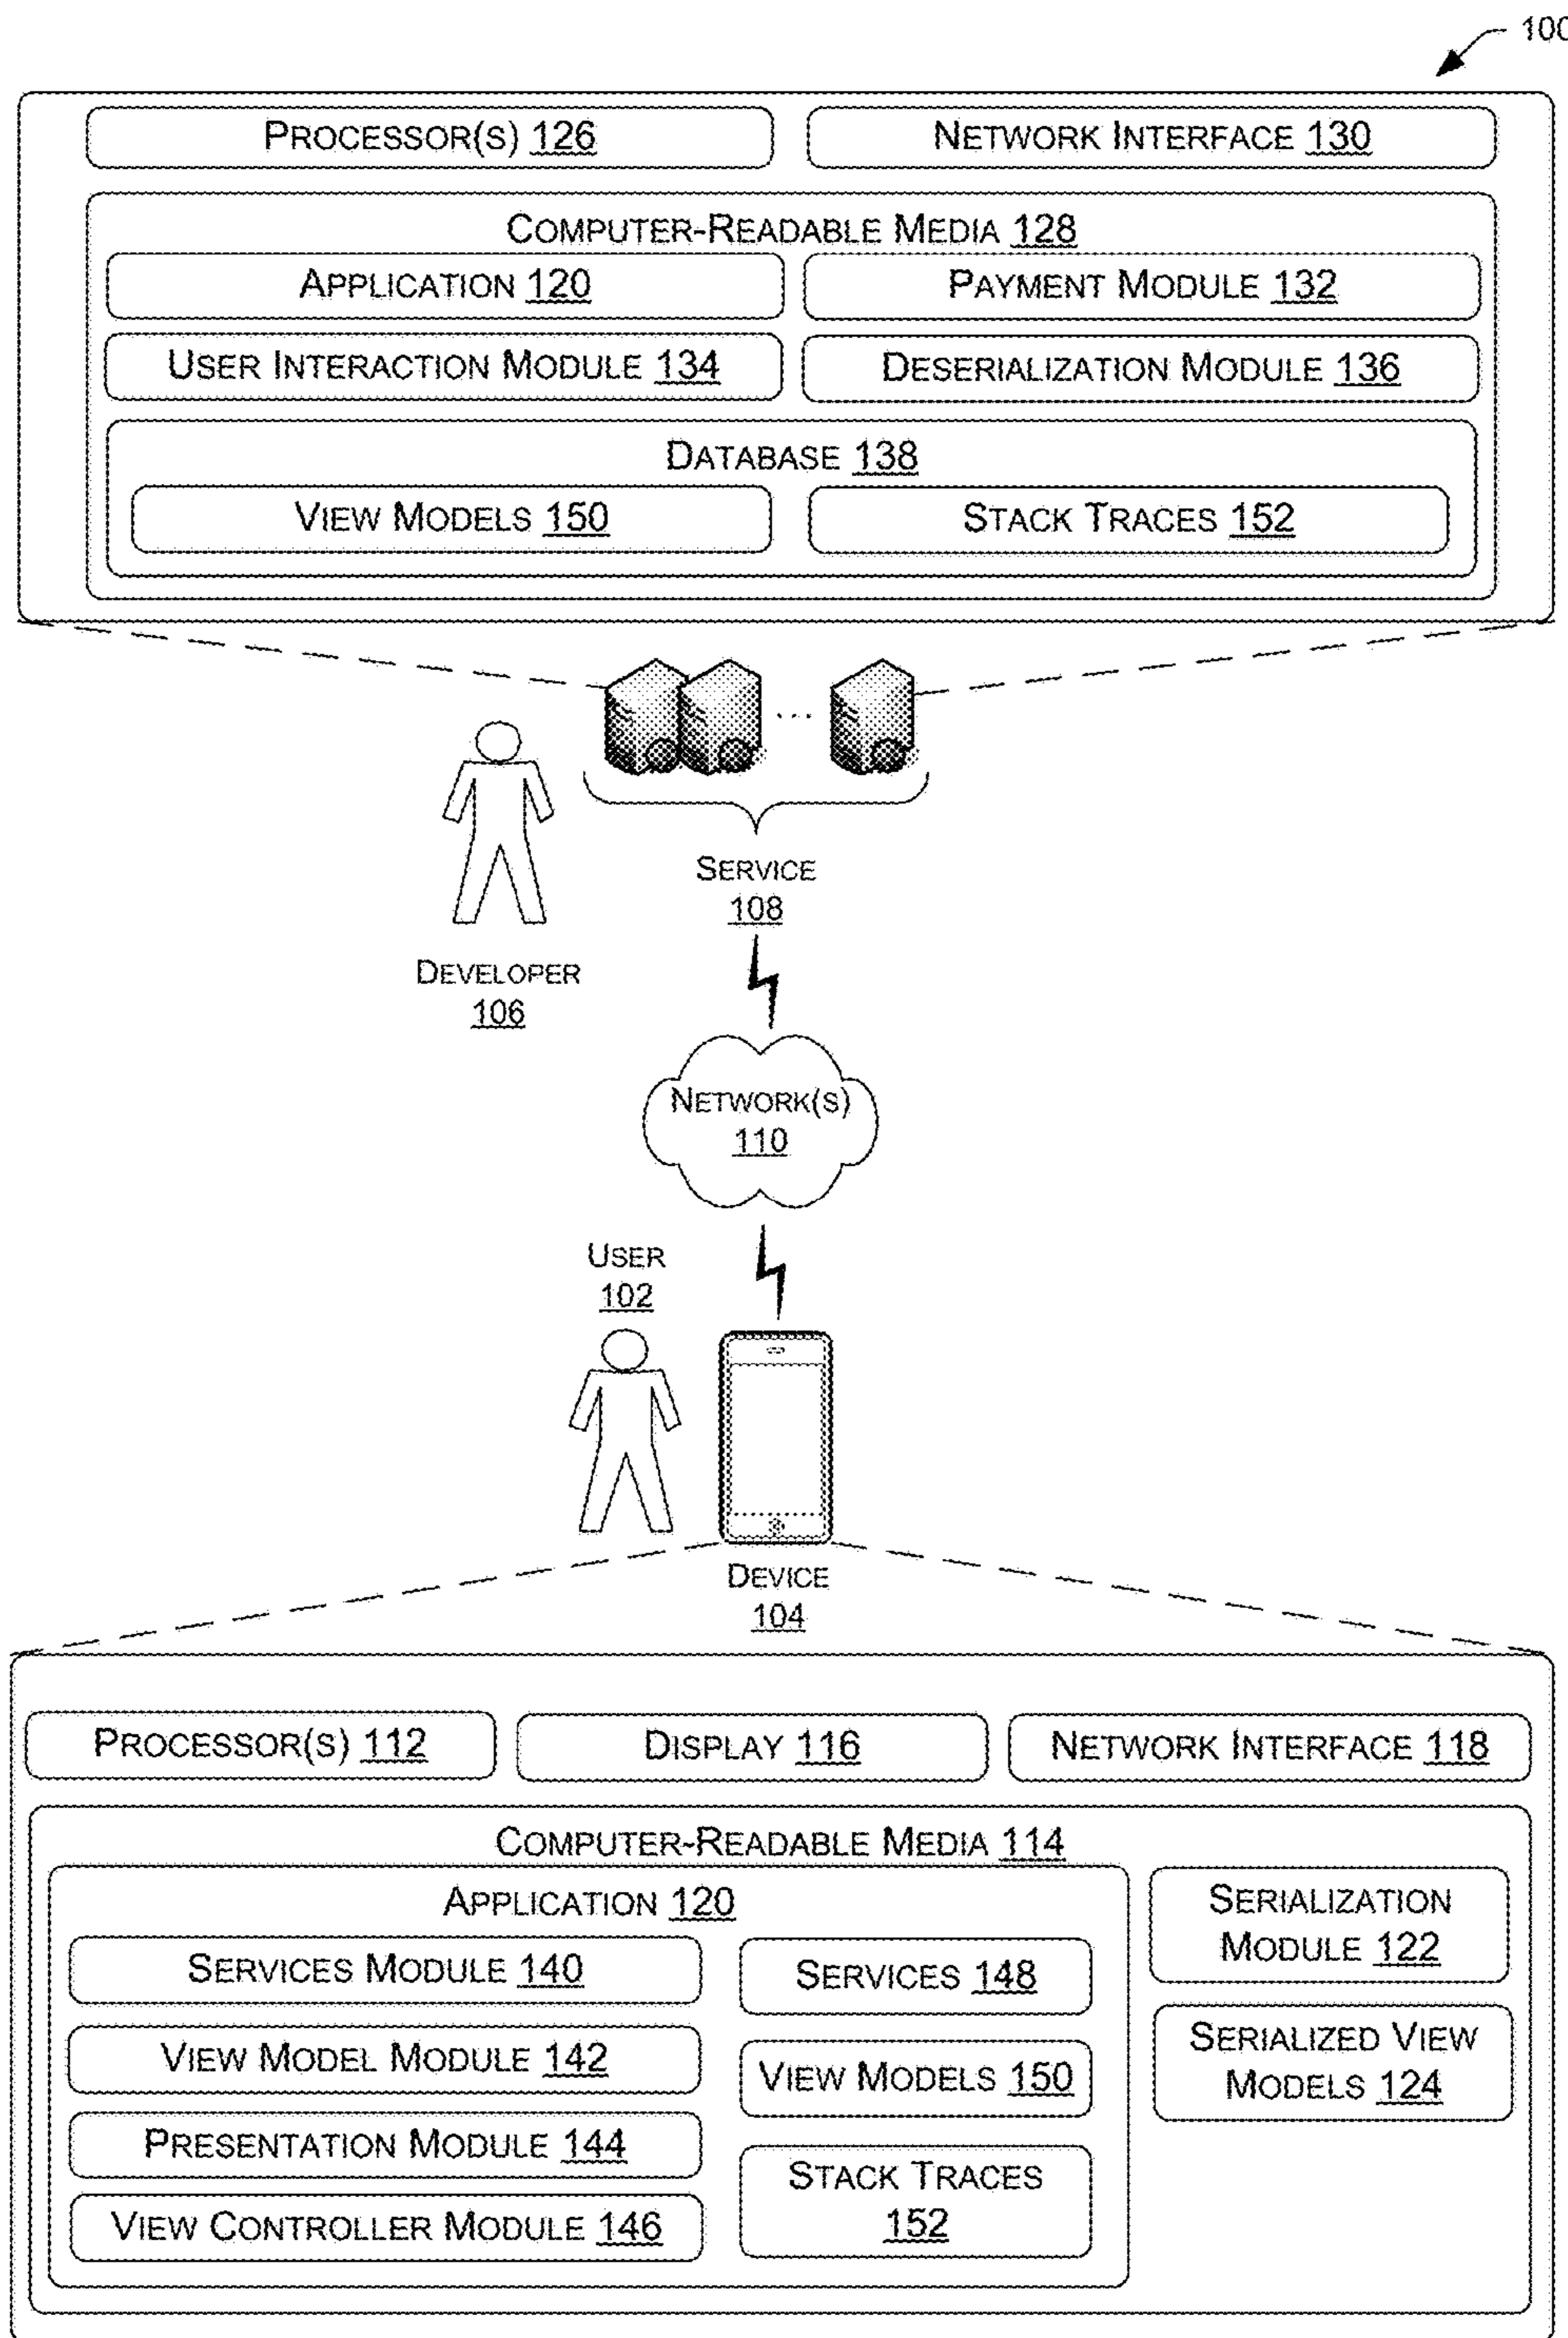 100
PROCESSOR(S) 126
NETWORK INTERFACE 130
COMPUTER-READABLE MEDIA 128
APPLICATION 120
PAYMENT MODULE 132
USER INTERACTION MODULE 134
DESERIALIZATION MODULE 136
DATABASE 138
VIEW MODELS 150
STACK TRACES 152
...
SERVICE
108
DEVELOPER
106
NETWORK(S)
110
USER
102
DEVICE
104
PROCESSOR(S) 112
DISPLAY 116
NETWORK INTERFACE 118
COMPUTER-READABLE MEDIA 114
APPLICATION 120
SERVICES MODULE 140
VIEW MODEL MODULE 142
PRESENTATION MODULE 144
VIEW CONTROLLER MODULE 146
SERVICES 148
VIEW MODELS 150
STACK TRACES
152
SERIALIZATION
MODULE 122
SERIALIZED VIEW
MODELS 124